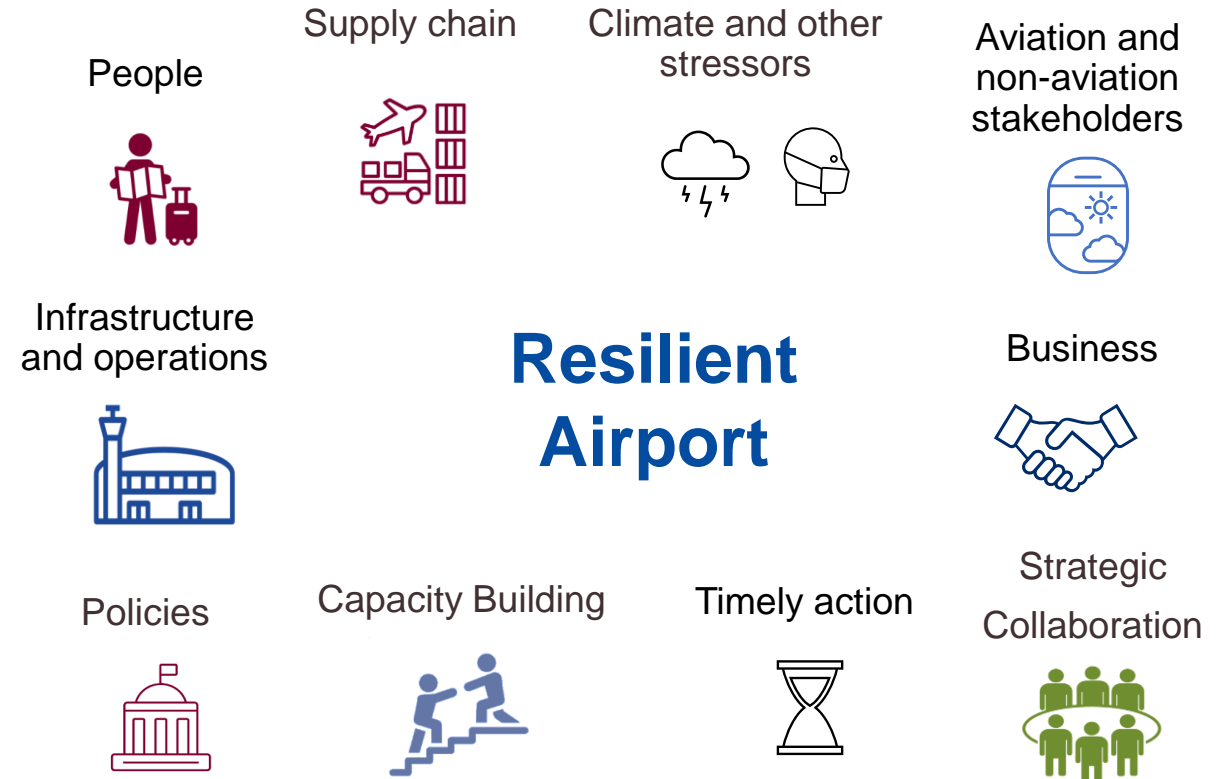 Supply chain
Climate and other
stressors
Aviation and
non-aviation
stakeholders
People
Infrastructure
and operations
Resilient
Airport
Business
Policies
Capacity Building
Timely action
Strategic
Collaboration